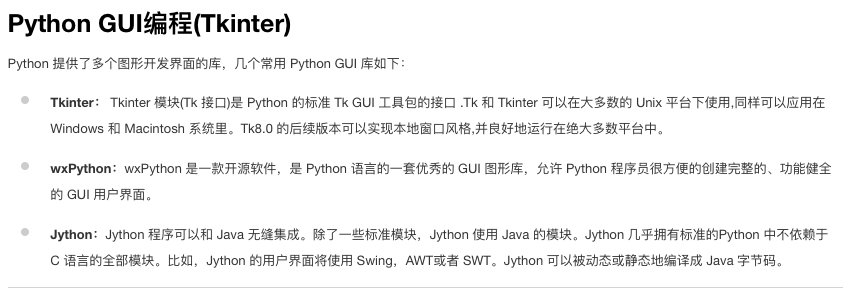 Python GUI编程(Tkinter)
Python 提供了多个图形开发界面的库，几个常用 Python GUI 库如下：
Tkinter： Tkinter 模块(Tk 接口)是 Python 的标准 Tk GUI 工具包的接口 .Tk 和 Tkinter 可以在大多数的 Unix 平台下使用,同样可以应用在
Windows 和 Macintosh 系统里。Tk8.0 的后续版本可以实现本地窗口风格,并良好地运行在绝大多数平台中。
wxPython：wxPython 是一款开源软件，是 Python 语言的一套优秀的 GUI 图形库，允许 Python 程序员很方便的创建完整的、功能健全
的 GUI 用户界面。
Jython：Jython 程序可以和 Java 无缝集成。除了一些标准模块，Jython 使用 Java 的模块。Jython 几乎拥有标准的Python 中不依赖于
C 语言的全部模块。比如，Jython 的用户界面将使用 Swing，AWT或者 SWT。Jython 可以被动态或静态地编译成 Java 字节码。